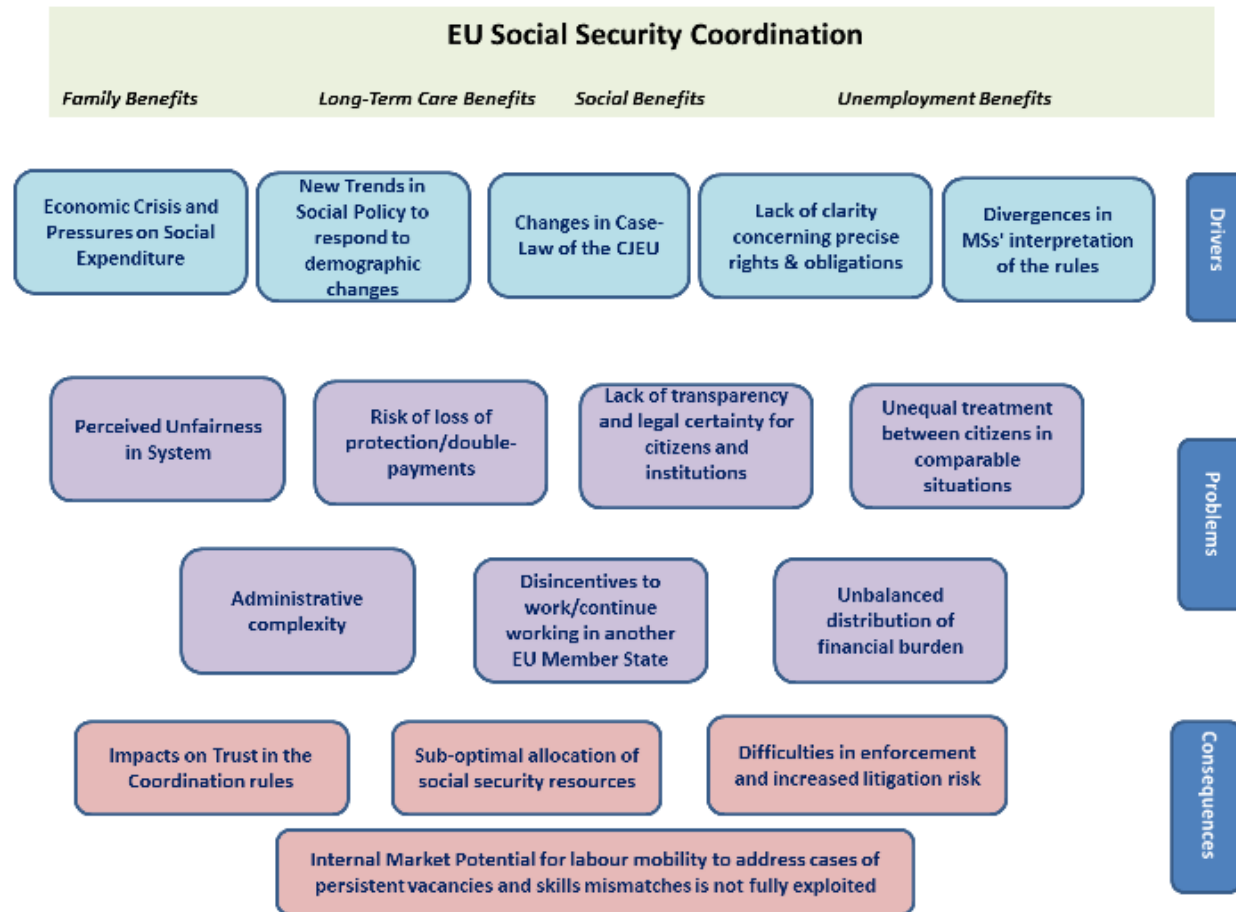 EU Social Security Coordination
Family Benefits Long-Term Care Benefits Social Benefits Unemployment Benefits
Economic Crisis and
Pressures on Social
Expenditure
New Trends in
Social Policy to
respond to
demographic
changes
Changes in Case-
Law of the CJEU
Lack of clarity
concerning precise
rights & obligations
Divergences in
MSs' interpretation
of the rules
Drivers
Perceived Unfairness
in System
Risk of loss of
protection/double-
payments
Lack of transparency
and legal certainty for
citizens and
institutions
Unequal treatment
between citizens in
comparable
situations
Problems
Administrative
complexity
Disincentives to
work/continue
working in another
EU Member State
Unbalanced
distribution of
financial burden
Impacts on Trust in the
Coordination rules
Sub-optimal allocation of
social security resources
Difficulties in enforcement
and increased litigation risk
Consequences
Internal Market Potential for labour mobility to address cases of
persistent vacancies and skills mismatches is not fully exploited